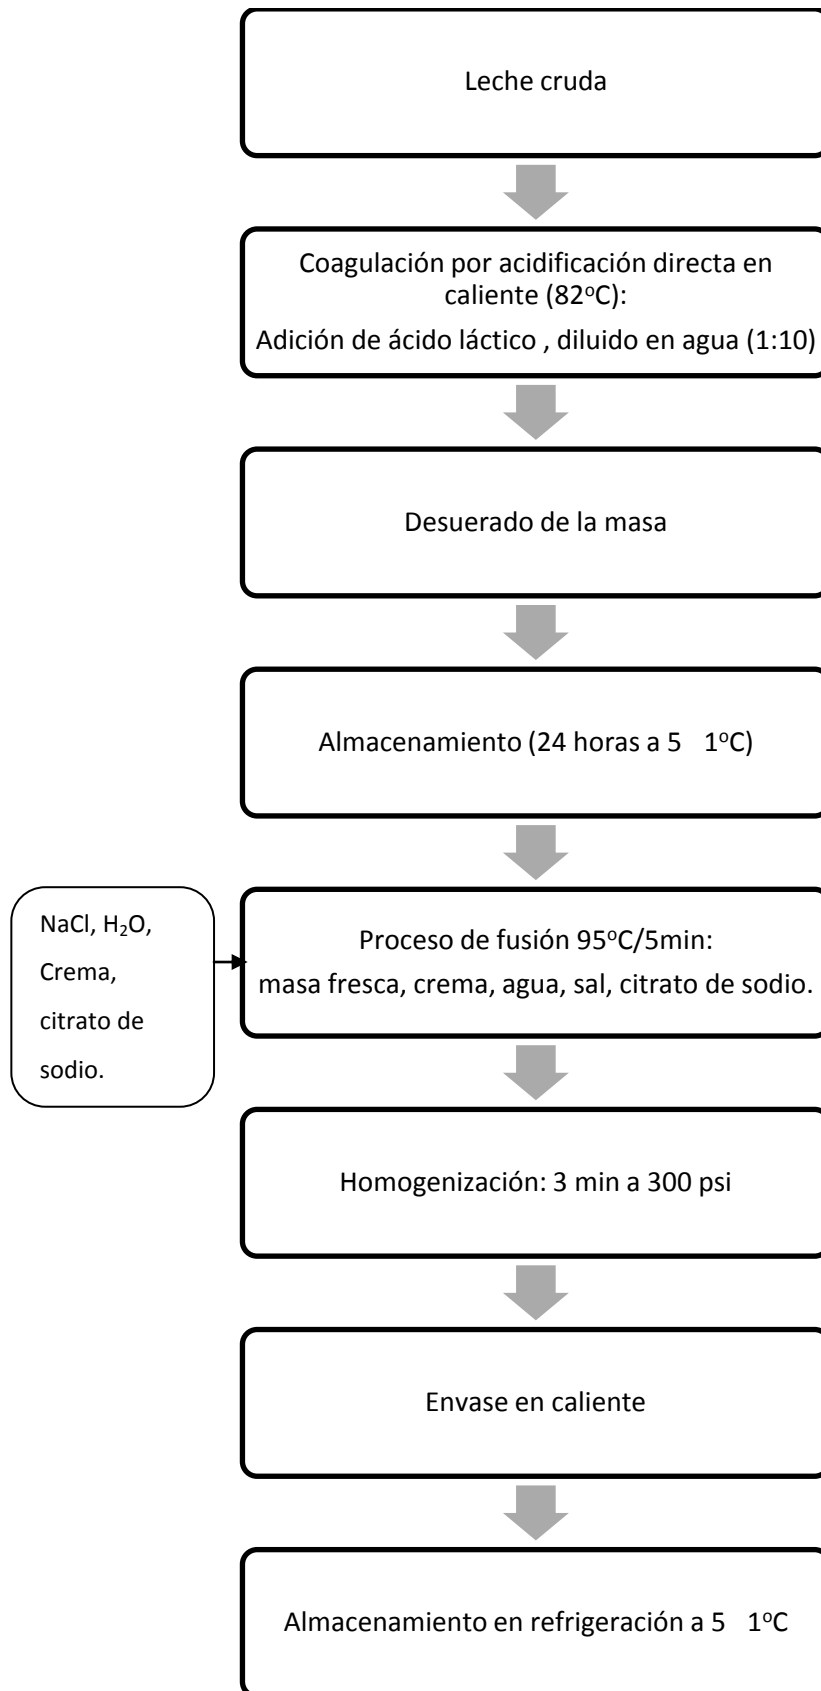 Leche cruda
Coagulación por acidificación directa en
caliente (82°C):
Adición de ácido láctico , diluido en agua (1:10)
Desuerado de la masa
Almacenamiento (24 horas a 5   1°C)
NaCl, H₂O,
Crema,
citrato de
sodio.
Proceso de fusión 95°C/5min:
masa fresca, crema, agua, sal, citrato de sodio.
Homogenización: 3 min a 300 psi
Envase en caliente
Almacenamiento en refrigeración a 5   1°C